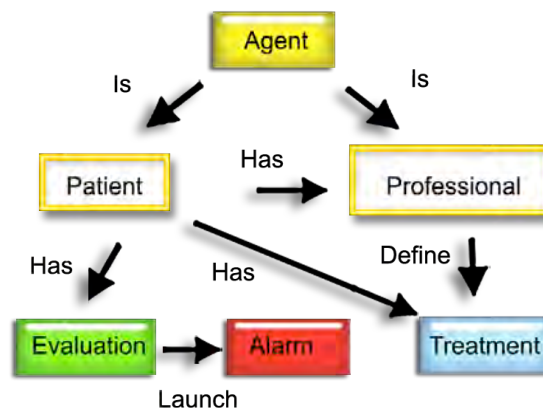 Agent
Is
Is
Patient
Has
Professional
Has
Has
Define
Evaluation
Alarm
Treatment
Launch